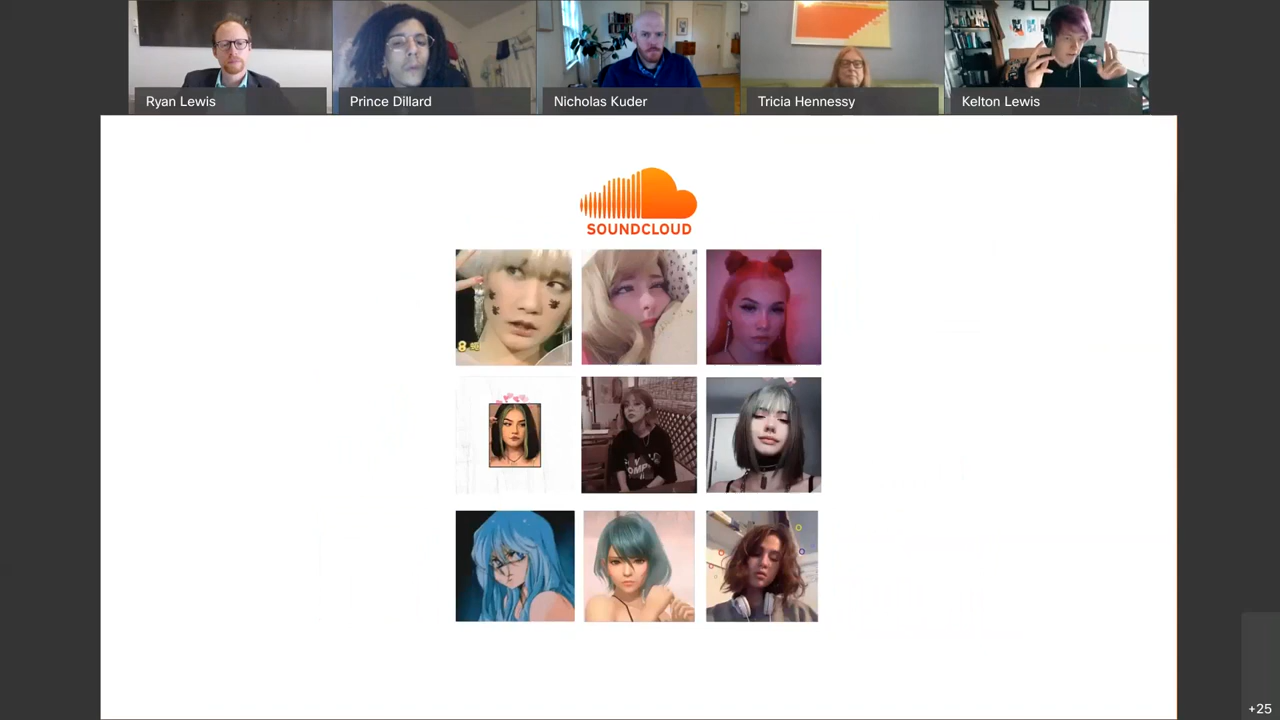 Ryan Lewis
Prince Dillard
Nicholas Kuder
Tricia Hennessy
Kelton Lewis
SOUNDCLOUD
+25